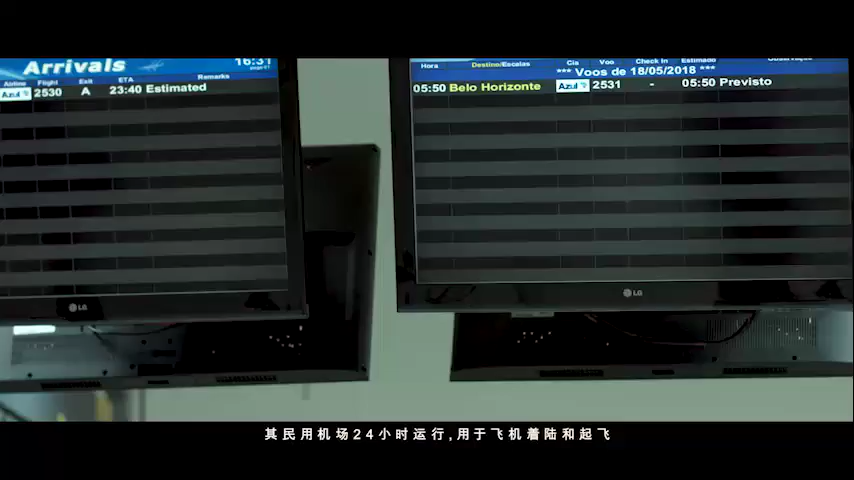 Arrivals
16:31
Airline Flight Exit ETA Remarks
Azul 2530 A 23:40 Estimated
LG
Hora Destino/Escalas Cia Voo Check In Estimado
*** Voos de 18/05/2018 ***
05:50 Belo Horizonte Azul 2531 - 05:50 Previsto
LG
其民用机场24小时运行,用于飞机着陆和起飞